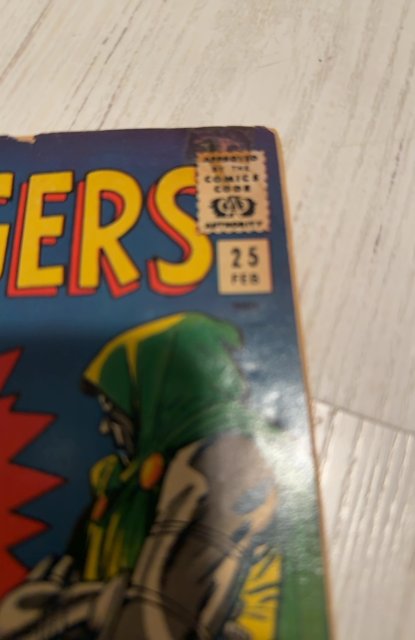 GERS
APPROVED
BY THE
COMICS
CODE
AUTHORITY
25
FEB